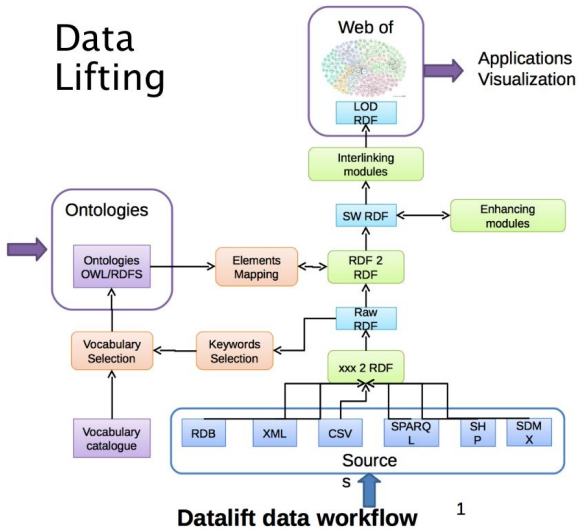 Data
Lifting
Web of
LOD
RDF
Applications
Visualization
Interlinking
modules
SW RDF
Enhancing
modules
Ontologies
Ontologies
OWL/RDFS
Elements
Mapping
RDF 2
RDF
Raw
RDF
Vocabulary
Selection
Keywords
Selection
xxx 2 RDF
Vocabulary
catalogue
RDB
XML
CSV
SPARQ
L
SH
P
SDM
X
Source
s
Datalift data workflow
1